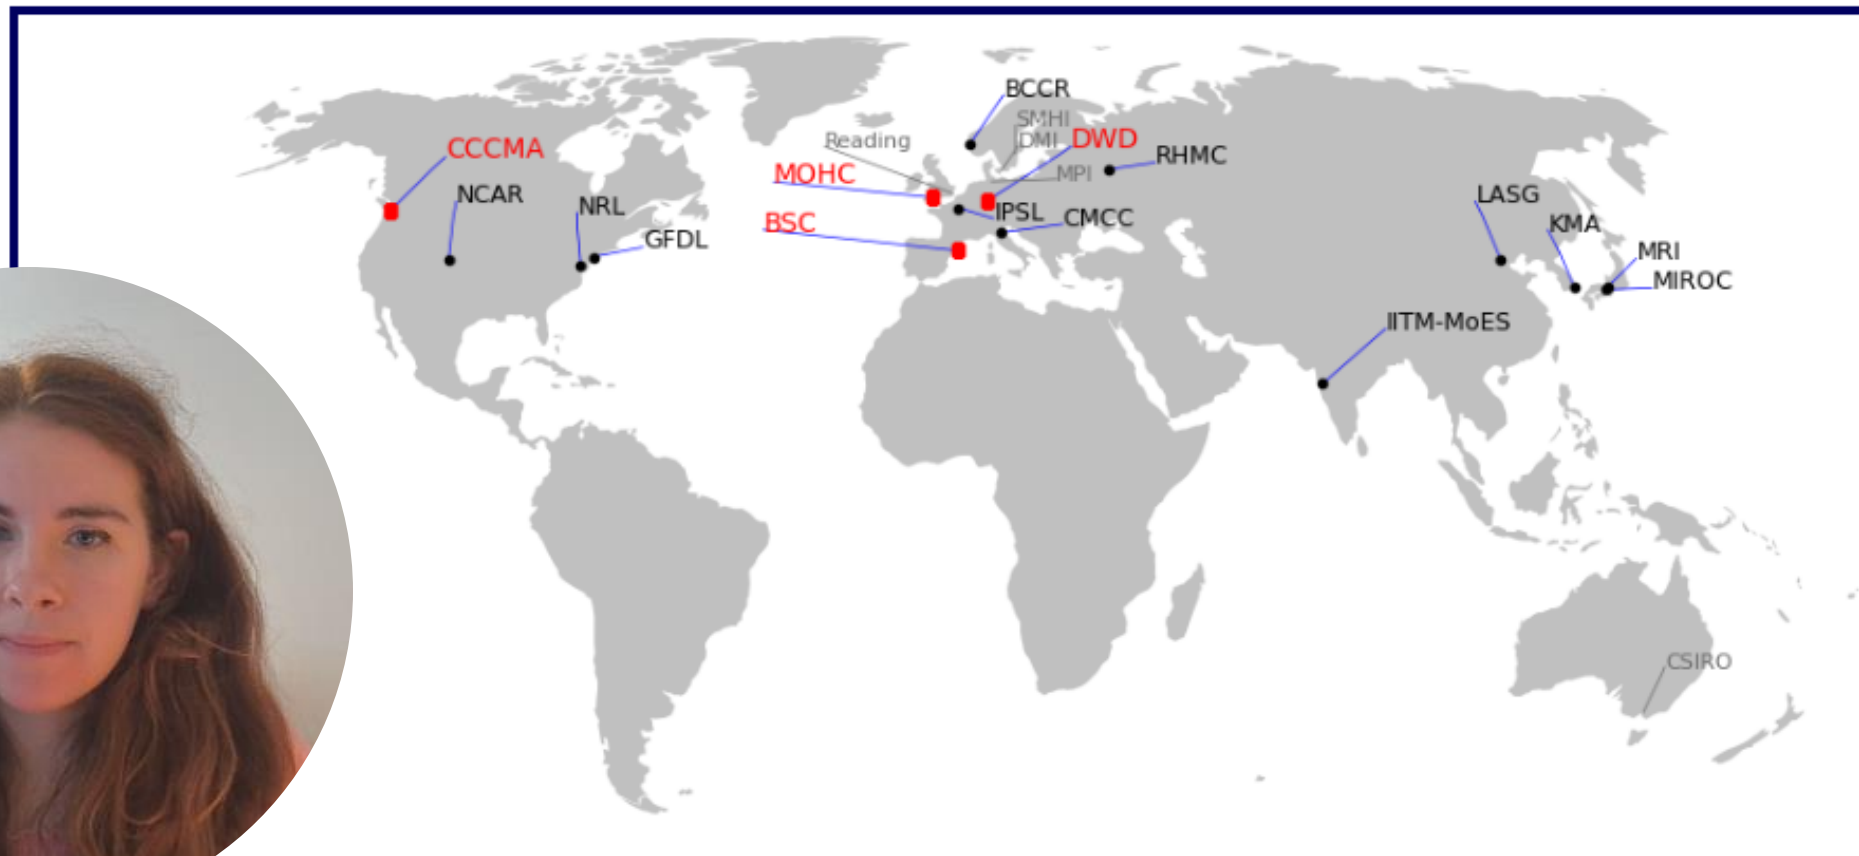 BCCR
SMHI
Reading
DMI
DWD
CCCMA
RHMC
MOHC
MPI
NCAR
LASG
NRL
IPSL
CMCC
BSC
KMA
GFDL
MRI
MIROC
IITM-MoES
CSIRO